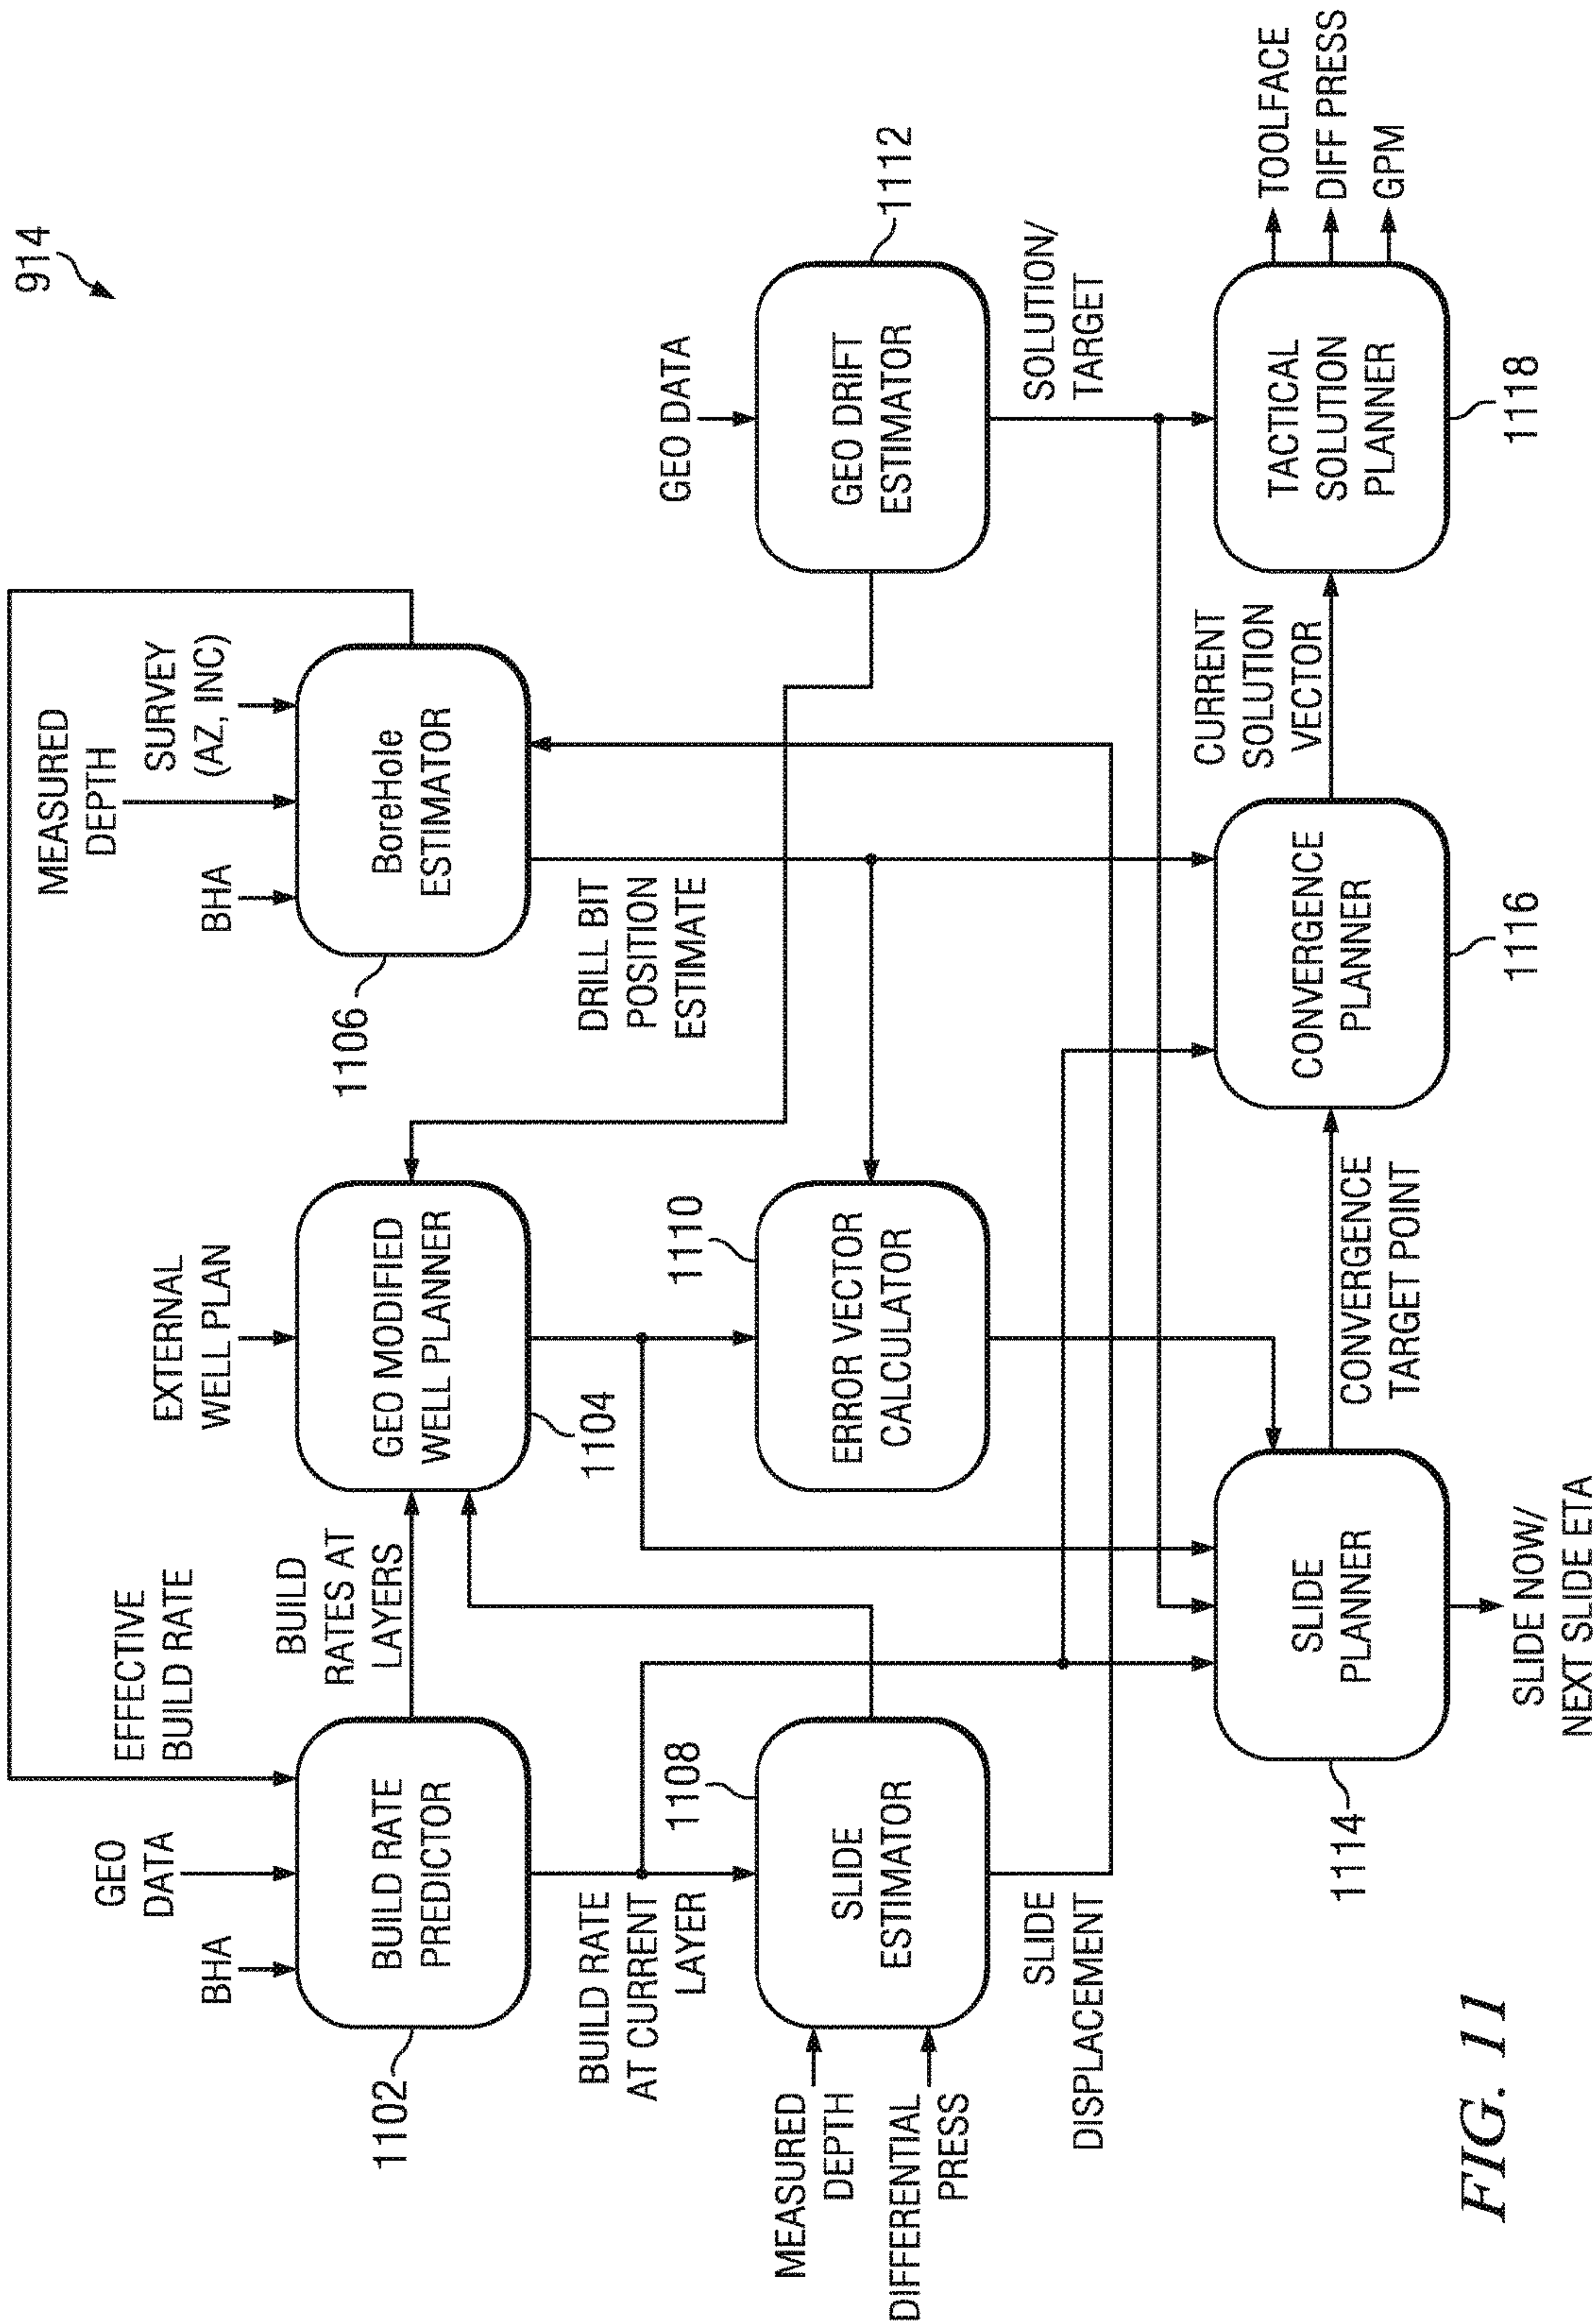 914
EFFECTIVE
BUILD RATE
GEO
DATA
BHA
BUILD RATE
PREDICTOR
1102
BUILD
RATES AT
LAYERS
EXTERNAL
WELL PLAN
GEO MODIFIED
WELL PLANNER
1104
MEASURED
DEPTH
SURVEY
(AZ, INC)
BHA
BoreHole
ESTIMATOR
1106
BUILD RATE
AT CURRENT
LAYER
1108
MEASURED
DEPTH
DIFFERENTIAL
PRESS
SLIDE
ESTIMATOR
SLIDE
DISPLACEMENT
1110
ERROR VECTOR
CALCULATOR
DRILL BIT
POSITION
ESTIMATE
GEO DATA
GEO DRIFT
ESTIMATOR
1112
SOLUTION/
TARGET
SLIDE
PLANNER
1114
SLIDE NOW/
NEXT SLIDE ETA
CONVERGENCE
TARGET POINT
CONVERGENCE
PLANNER
1116
CURRENT
SOLUTION
VECTOR
TACTICAL
SOLUTION
PLANNER
1118
TOOLFACE
DIFF PRESS
GPM
FIG. 11